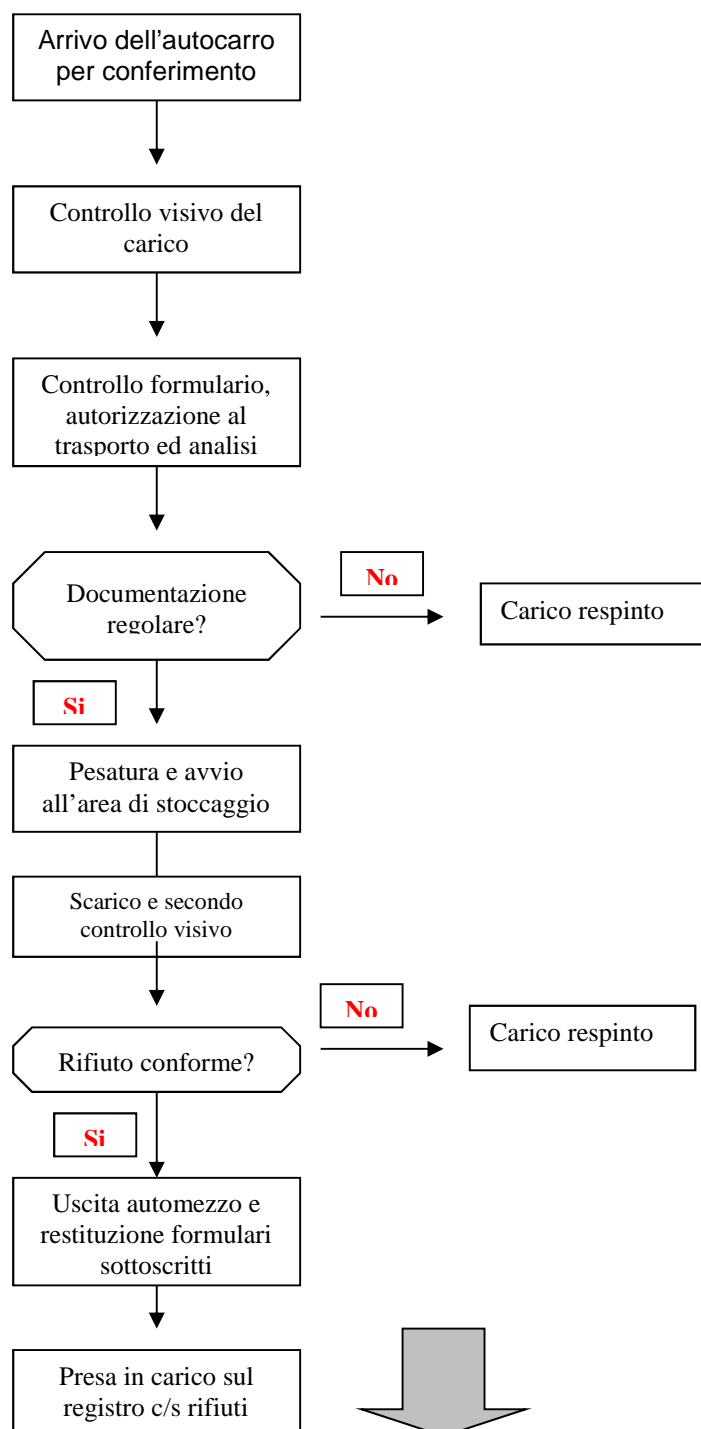 Arrivo dell'autocarro
per conferimento
Controllo visivo del
carico
Controllo formulario,
autorizzazione al
trasporto ed analisi
Documentazione
regolare?
No
Carico respinto
Si
Pesatura e avvio
all'area di stoccaggio
Scarico e secondo
controllo visivo
No
Carico respinto
Rifiuto conforme?
Si
Uscita automezzo e
restituzione formulari
sottoscritti
Presa in carico sul
registro c/s rifiuti